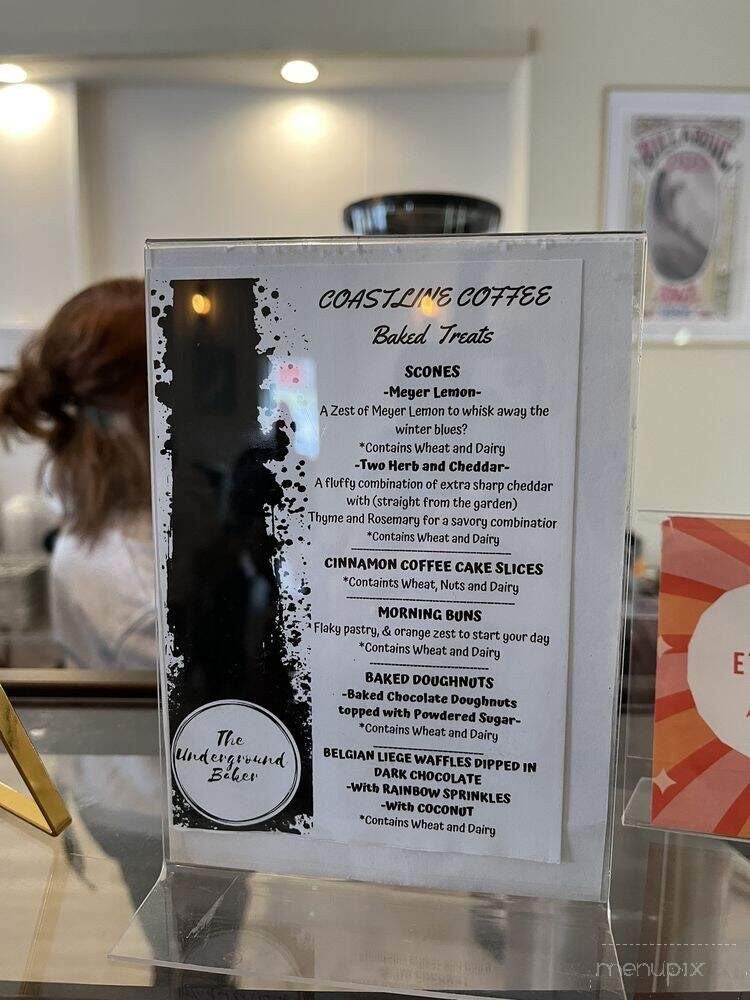 COASTLINE COFFEE
Baked Treats
SCONES
-Meyer Lemon-
A Zest of Meyer Lemon to whisk away the
winter blues?
*Contains Wheat and Dairy
-Two Herb and Cheddar-
A fluffy combination of extra sharp cheddar
with (straight from the garden)
Thyme and Rosemary for a savory combination
*Contains Wheat and Dairy
CINNAMON COFFEE CAKE SLICES
*Containts Wheat, Nuts and Dairy
MORNING BUNS
Flaky pastry, & orange zest to start your day
*Contains Wheat and Dairy
BAKED DOUGHNUTS
-Baked Chocolate Doughnuts
topped with Powdered Sugar-
*Contains Wheat and Dairy
BELGIAN LIEGE WAFFLES DIPPED IN
DARK CHOCOLATE
-With RAINBOW SPRINKLES
-With COCONUT
*Contains Wheat and Dairy
The
Underground
Baker
BILLABONG
menupix